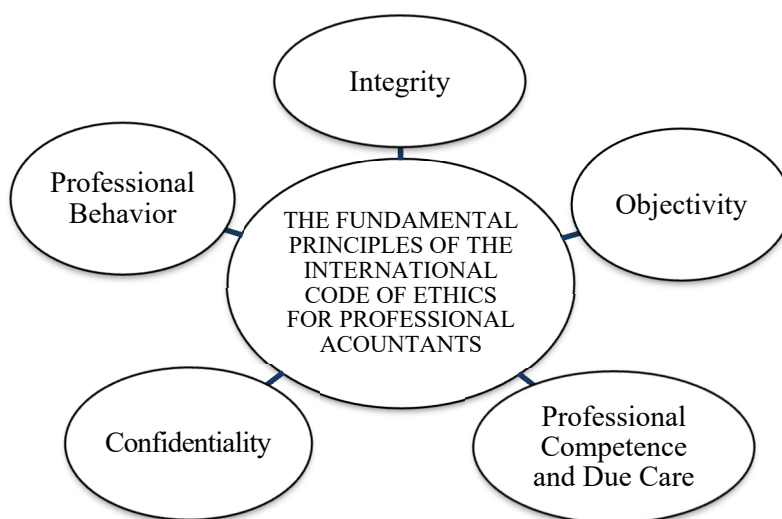 Integrity
Professional
Behavior
Objectivity
THE FUNDAMENTAL
PRINCIPLES OF THE
INTERNATIONAL
CODE OF ETHICS
FOR PROFESSIONAL
ACOUNTANTS
Confidentiality
Professional
Competence
and Due Care